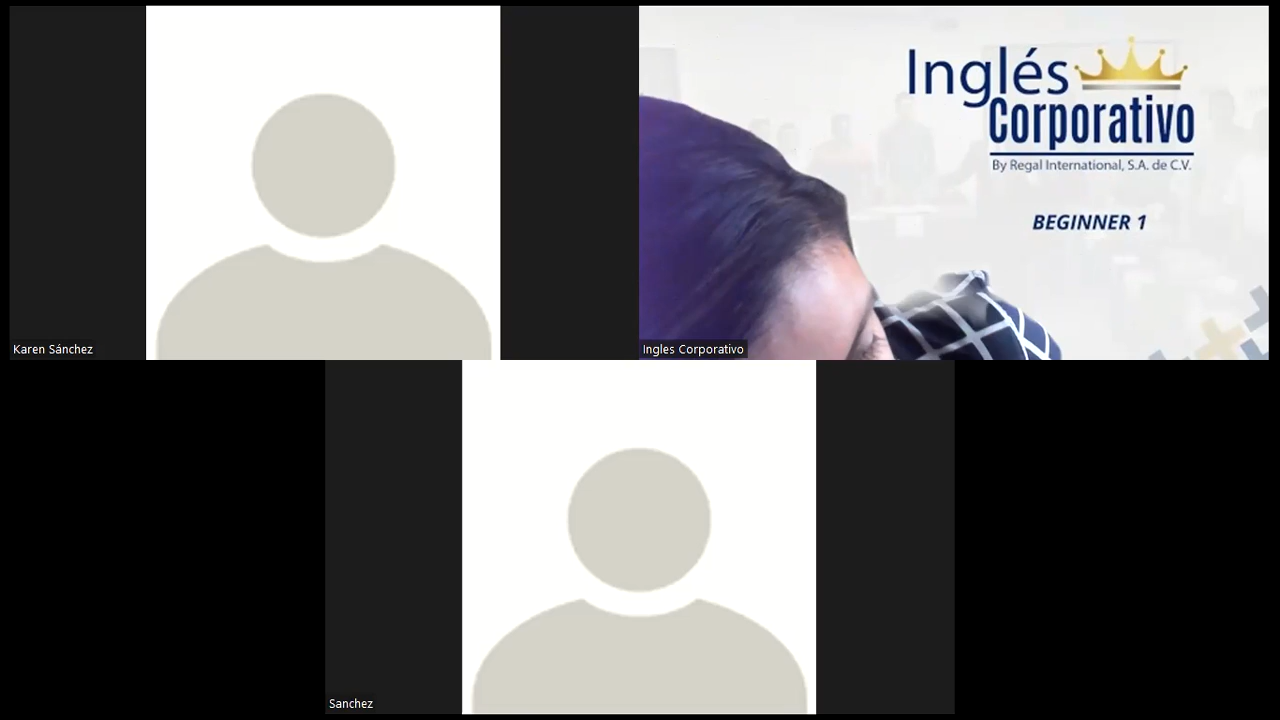 Inglés
Corporativo
By Regal International, S.A. de C.V.
BEGINNER 1
Karen Sánchez
Ingles Corporativo
Sanchez